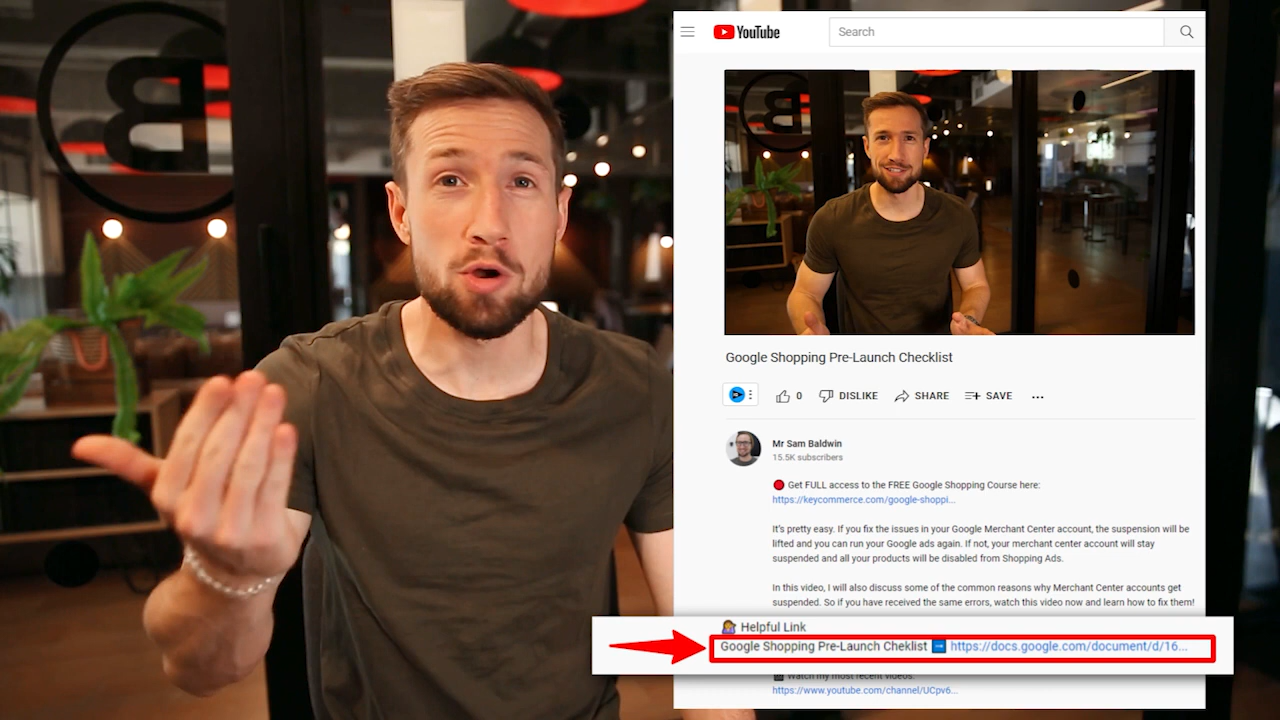 B
YouTube
Search
B
Google Shopping Pre-Launch Checklist
0 DISLIKE SHARE SAVE ...
Mr Sam Baldwin
15.5K subscribers
Get FULL access to the FREE Google Shopping Course here:
https://keycommerce.com/google-shoppi...
It's pretty easy. If you fix the issues in your Google Merchant Center account, the suspension will be
lifted and you can run your Google ads again. If not, your merchant center account will stay
suspended and all your products will be disabled from Shopping Ads.
In this video, I will also discuss some of the common reasons why Merchant Center accounts get
suspended. So if you have received the same errors, watch this video now and learn how to fix them!
Helpful Link
Google Shopping Pre-Launch Cheklist ➡ https://docs.google.com/document/d/16...
Watch my most recent videos:
https://www.youtube.com/channel/UCpv6...